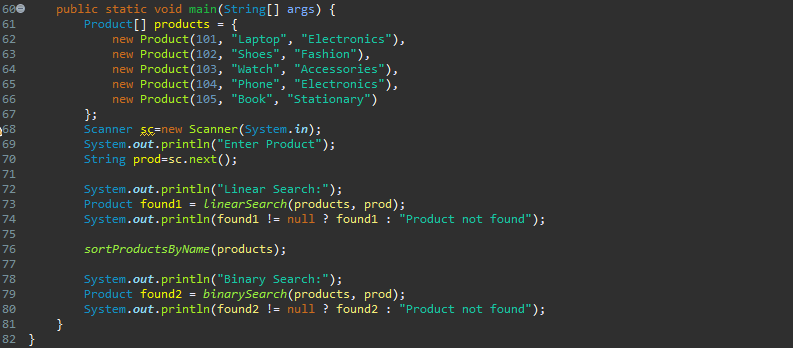 60 public static void main(String[] args) {
61 Product[] products = {
62 new Product(101, "Laptop", "Electronics"),
63 new Product(102, "Shoes", "Fashion"),
64 new Product(103, "Watch", "Accessories"),
65 new Product(104, "Phone", "Electronics"),
66 new Product(105, "Book", "Stationary")
67 };
68 Scanner sc=new Scanner(System.in);
69 System.out.println("Enter Product");
70 String prod=sc.next();
71
72 System.out.println("Linear Search:");
73 Product found1 = linearSearch(products, prod);
74 System.out.println(found1 != null ? found1 : "Product not found");
75
76 sortProductsByName(products);
77
78 System.out.println("Binary Search:");
79 Product found2 = binarySearch(products, prod);
80 System.out.println(found2 != null ? found2 : "Product not found");
81 }
82 }